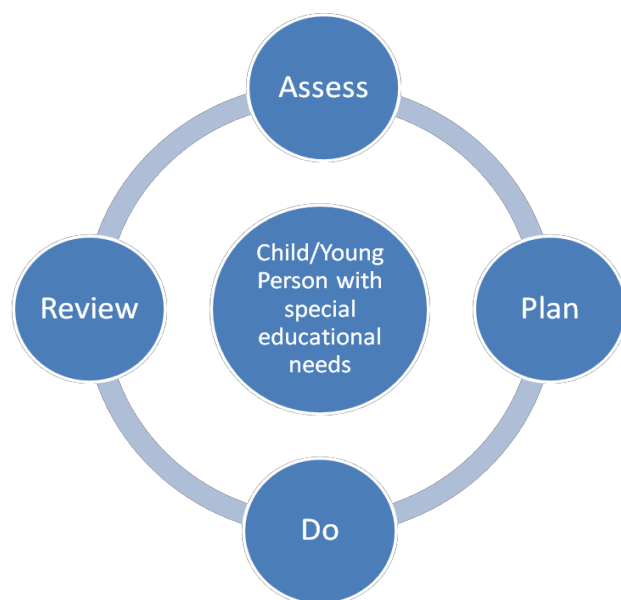 Assess
Child/Young
Person with
special
educational
needs
Review
Plan
Do